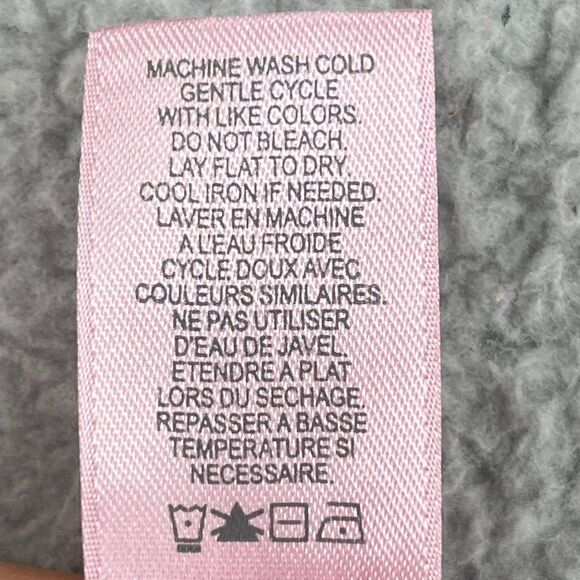 MACHINE WASH COLD
GENTLE CYCLE
WITH LIKE COLORS.
DO NOT BLEACH.
LAY FLAT TO DRY.
COOL IRON IF NEEDED.
LAVER EN MACHINE
A L'EAU FROIDE
CYCLE DOUX AVEC
COULEURS SIMILAIRES.
NE PAS UTILISER
D'EAU DE JAVEL.
ETENDRE A PLAT
LORS DU SECHAGE.
REPASSER A BASSE
TEMPERATURE SI
NECESSAIRE.